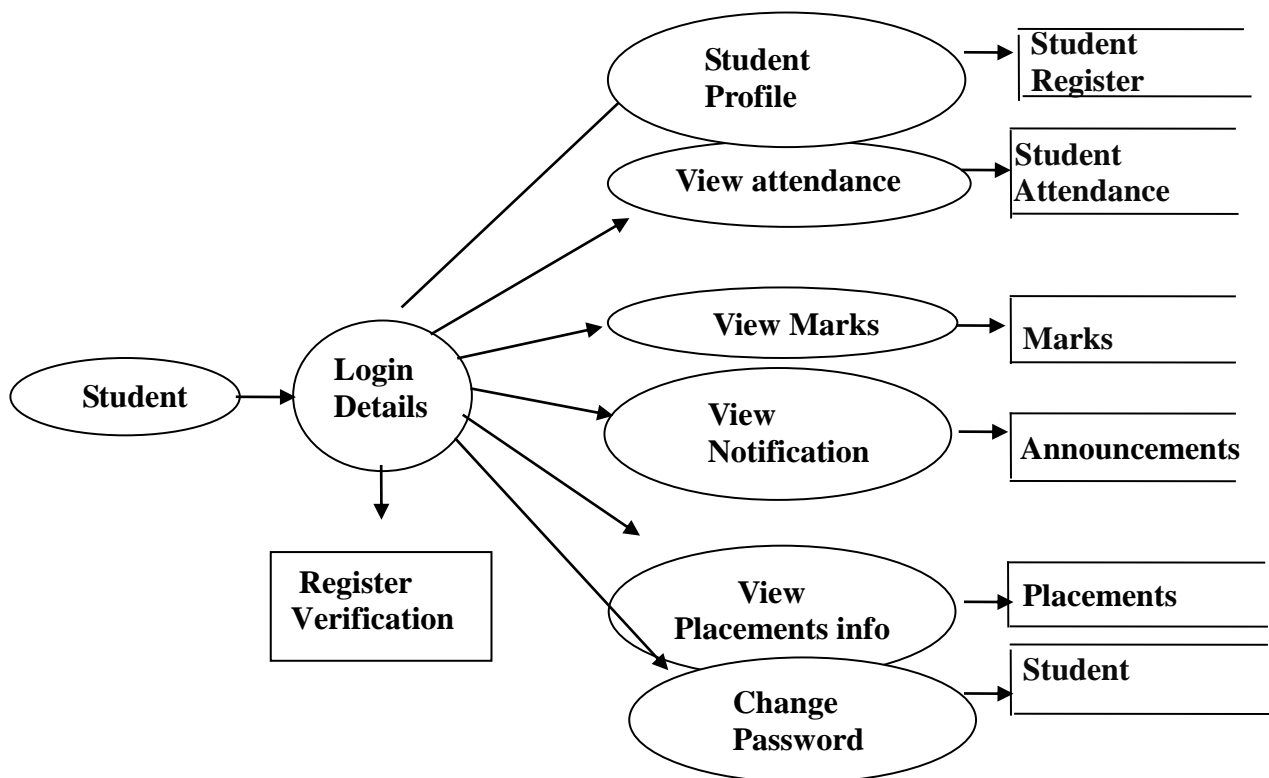 Student
Profile
Student
Register
View attendance
Student
Attendance
View Marks
Marks
Student
Login
Details
View
Notification
Announcements
Register
Verification
View
Placements info
Placements
Change
Password
Student